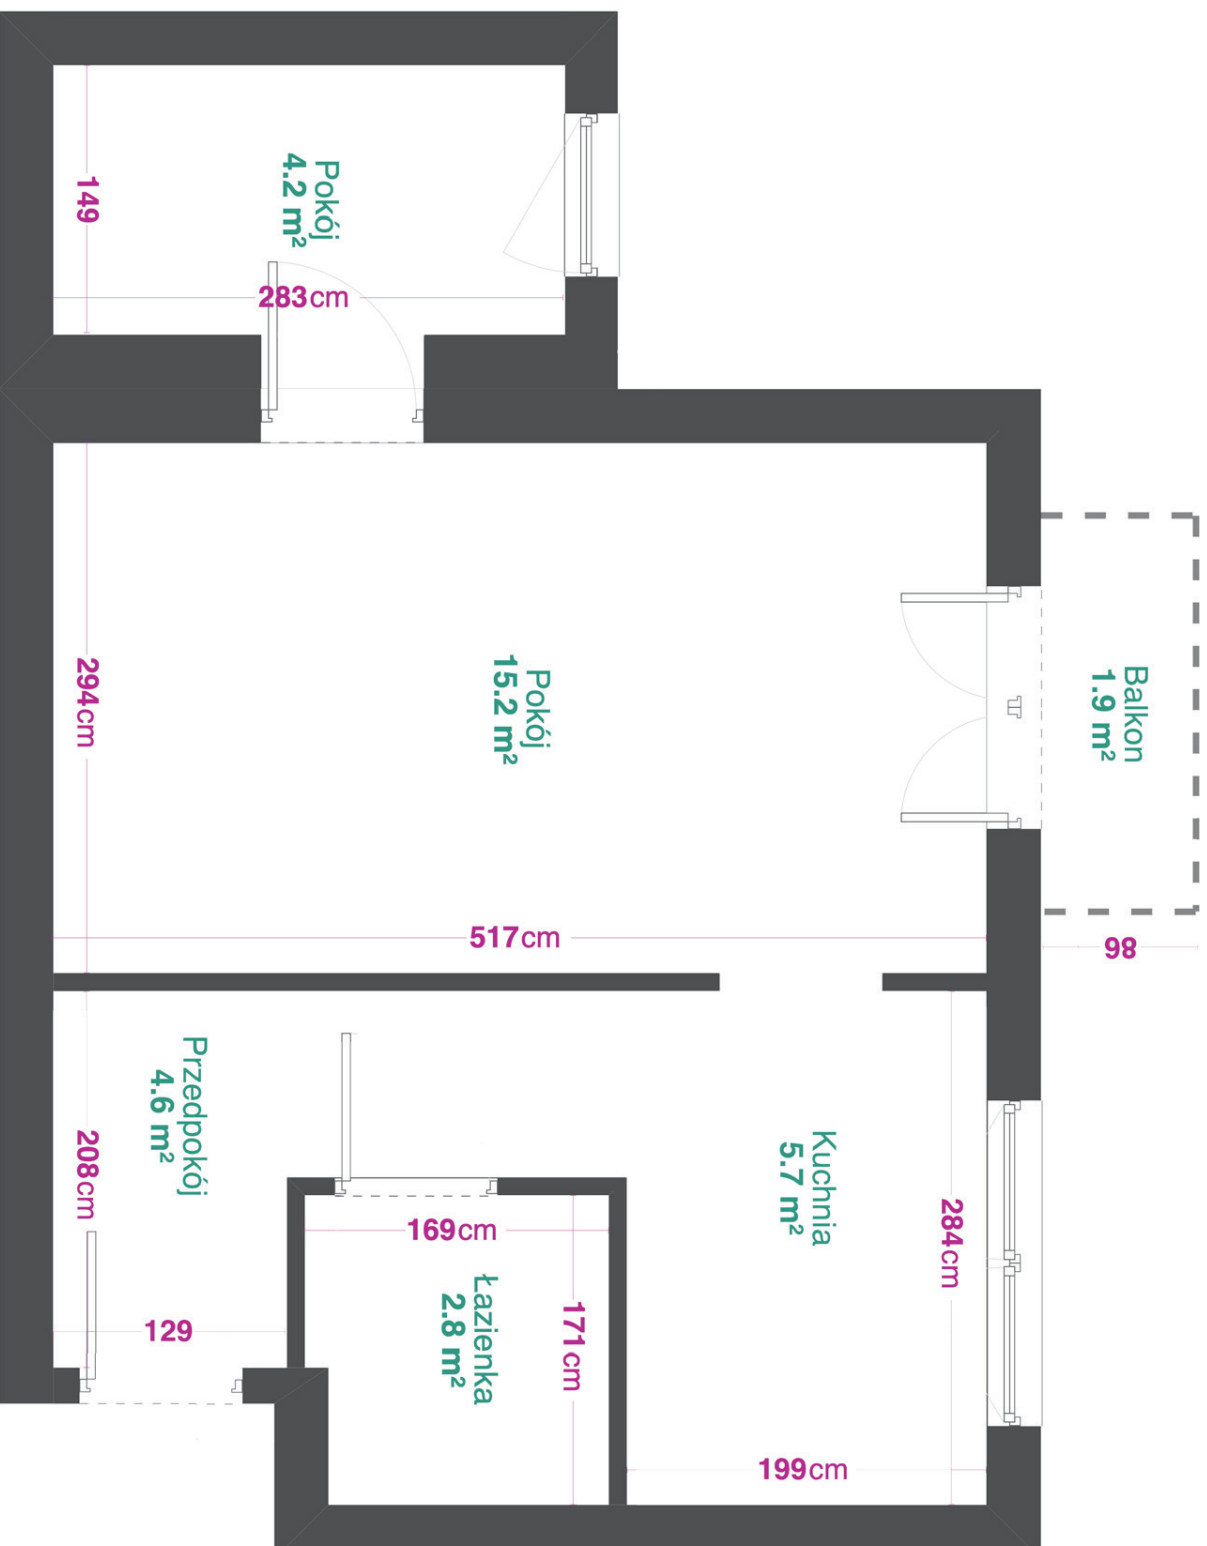 149
Pokój
4.2 m²
283cm
294cm
Pokój
15.2 m²
Balkon
1.9 m²
517cm
98
Przedpokój
4.6 m²
208cm
Kuchnia
5.7 m²
284cm
169cm
Łazienka
2.8 m²
171cm
129
199cm